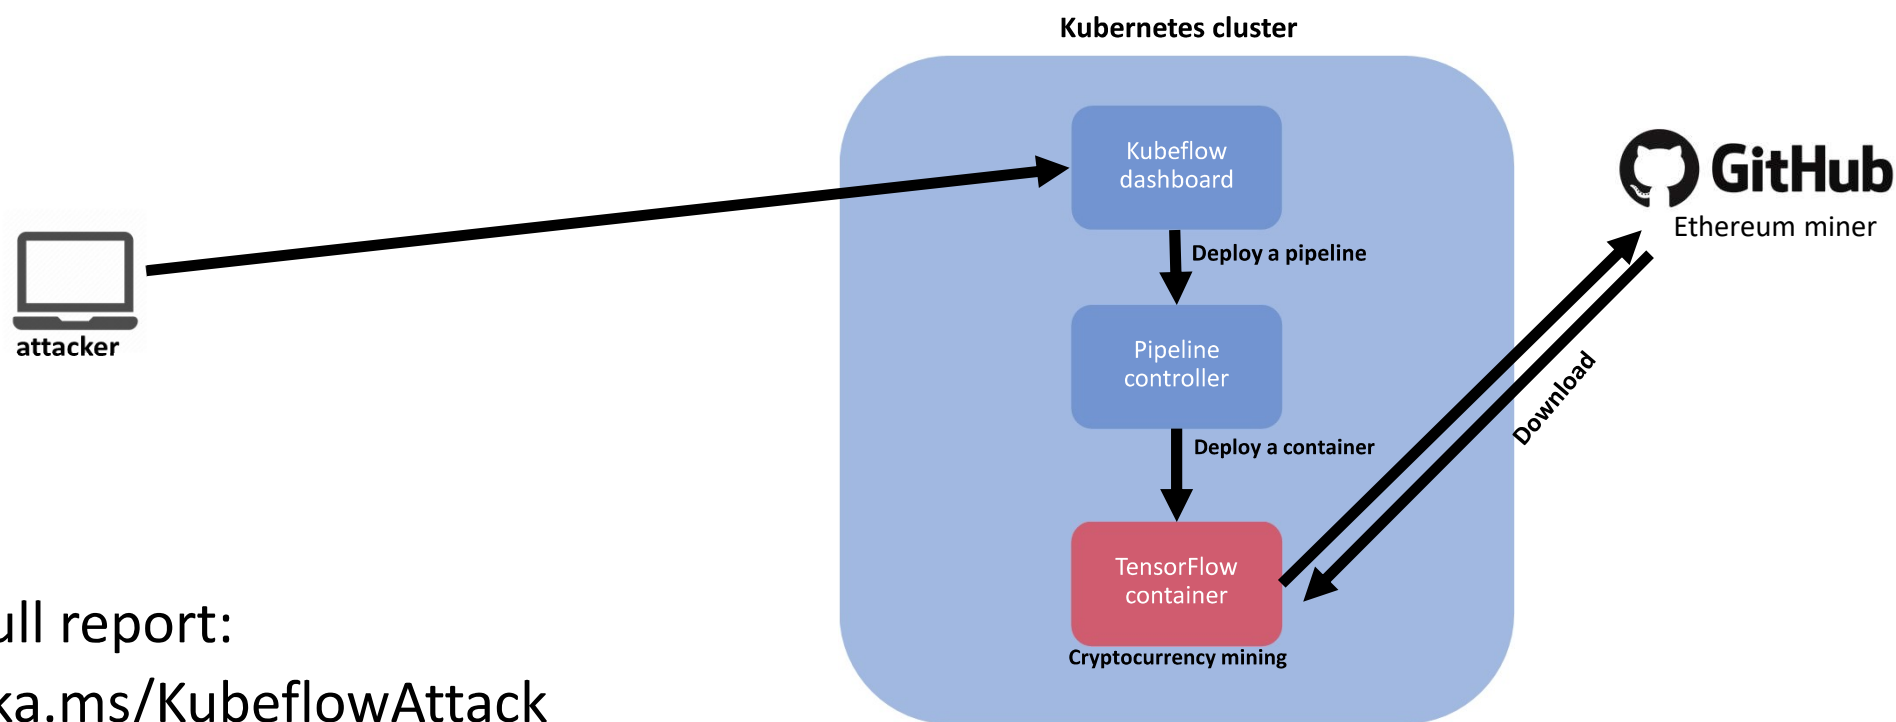 Kubernetes cluster
Kubeflow
dashboard
GitHub
Ethereum miner
Deploy a pipeline
attacker
Pipeline
controller
Download
Deploy a container
TensorFlow
container
Cryptocurrency mining
ull report:
ka.ms/KubeflowAttack